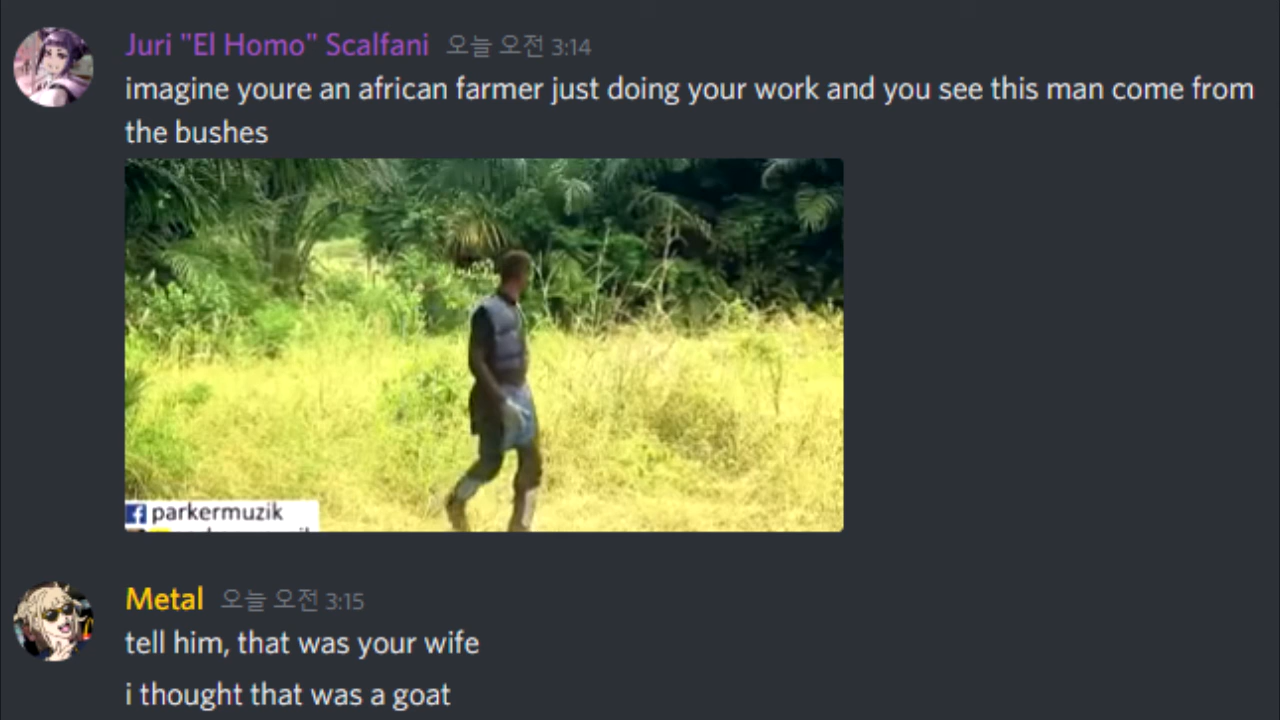 Juri "El Homo" Scalfani 오늘 오전 3:14
imagine youre an african farmer just doing your work and you see this man come from
the bushes
parkermuzik
Metal 오늘 오전 3:15
tell him, that was your wife
i thought that was a goat